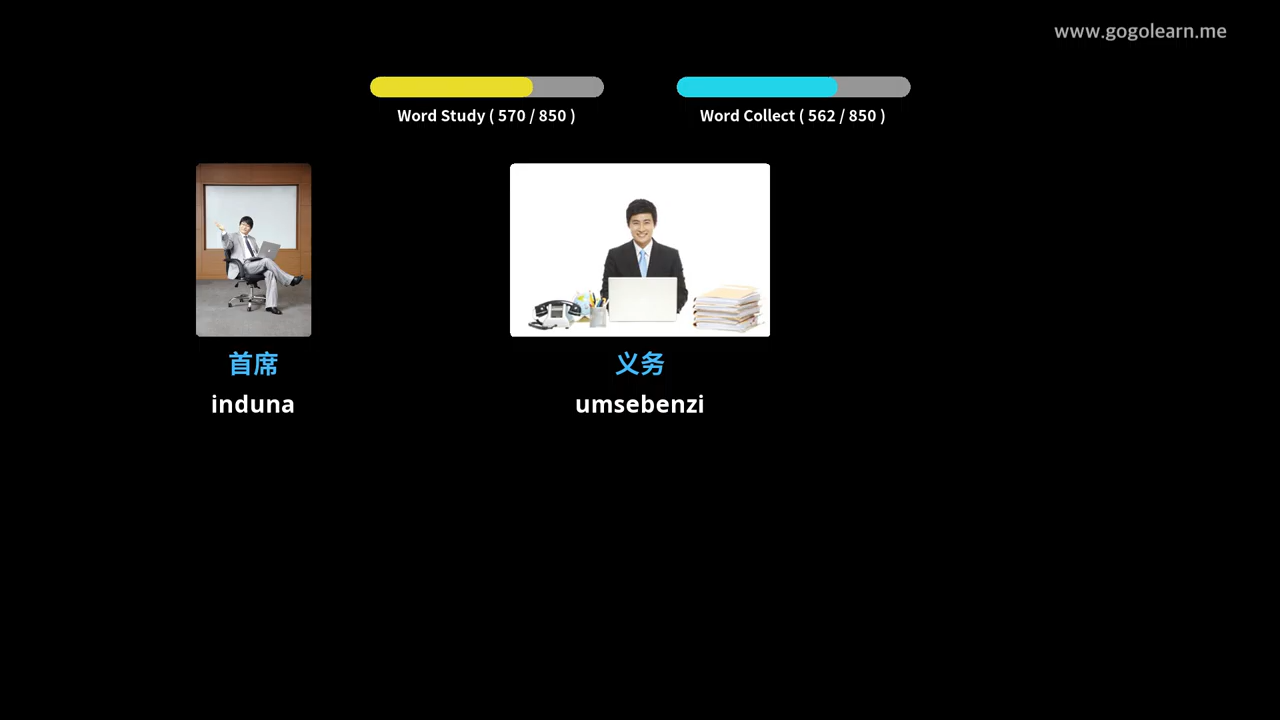 www.gogolearn.me
Word Study ( 570 / 850 )
Word Collect ( 562 / 850 )
首席
induna
义务
umsebenzi